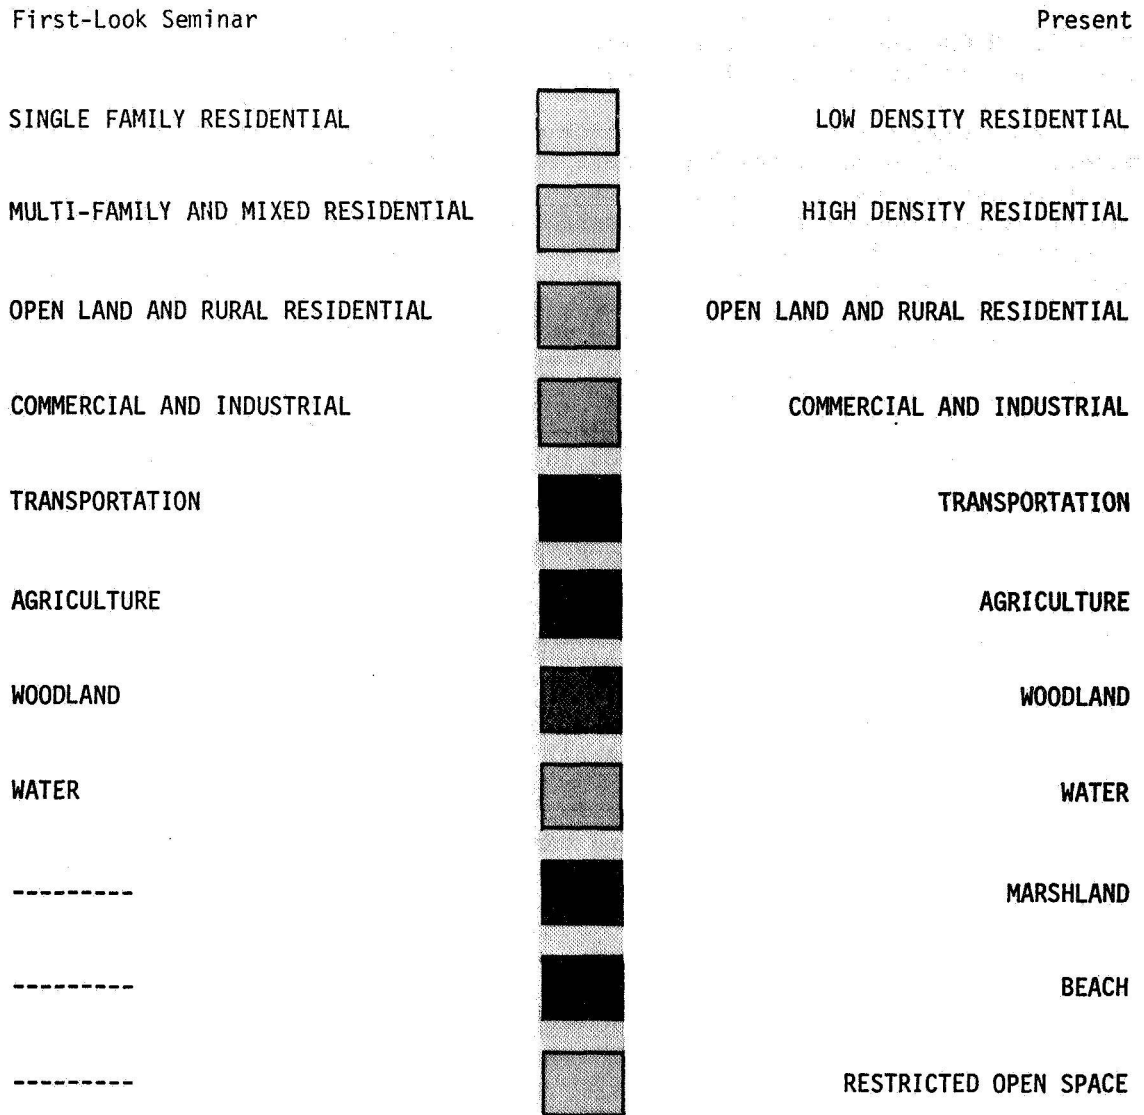 First-Look Seminar Present
SINGLE FAMILY RESIDENTIAL LOW DENSITY RESIDENTIAL
MULTI-FAMILY AND MIXED RESIDENTIAL HIGH DENSITY RESIDENTIAL
OPEN LAND AND RURAL RESIDENTIAL OPEN LAND AND RURAL RESIDENTIAL
COMMERCIAL AND INDUSTRIAL COMMERCIAL AND INDUSTRIAL
TRANSPORTATION TRANSPORTATION
AGRICULTURE AGRICULTURE
WOODLAND WOODLAND
WATER WATER
--------- MARSHLAND
--------- BEACH
--------- RESTRICTED OPEN SPACE